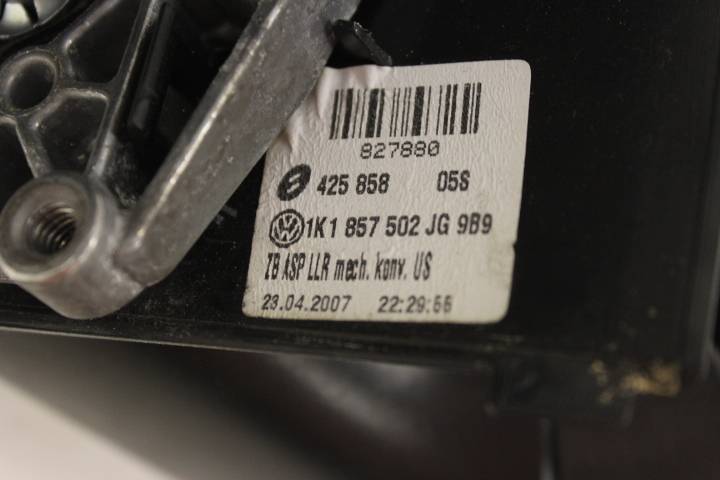 827880
425 858 05S
1K1 857 502 JG 9B9
ZB ASP LLR mech. konv. US
23.04.2007 22:29:55